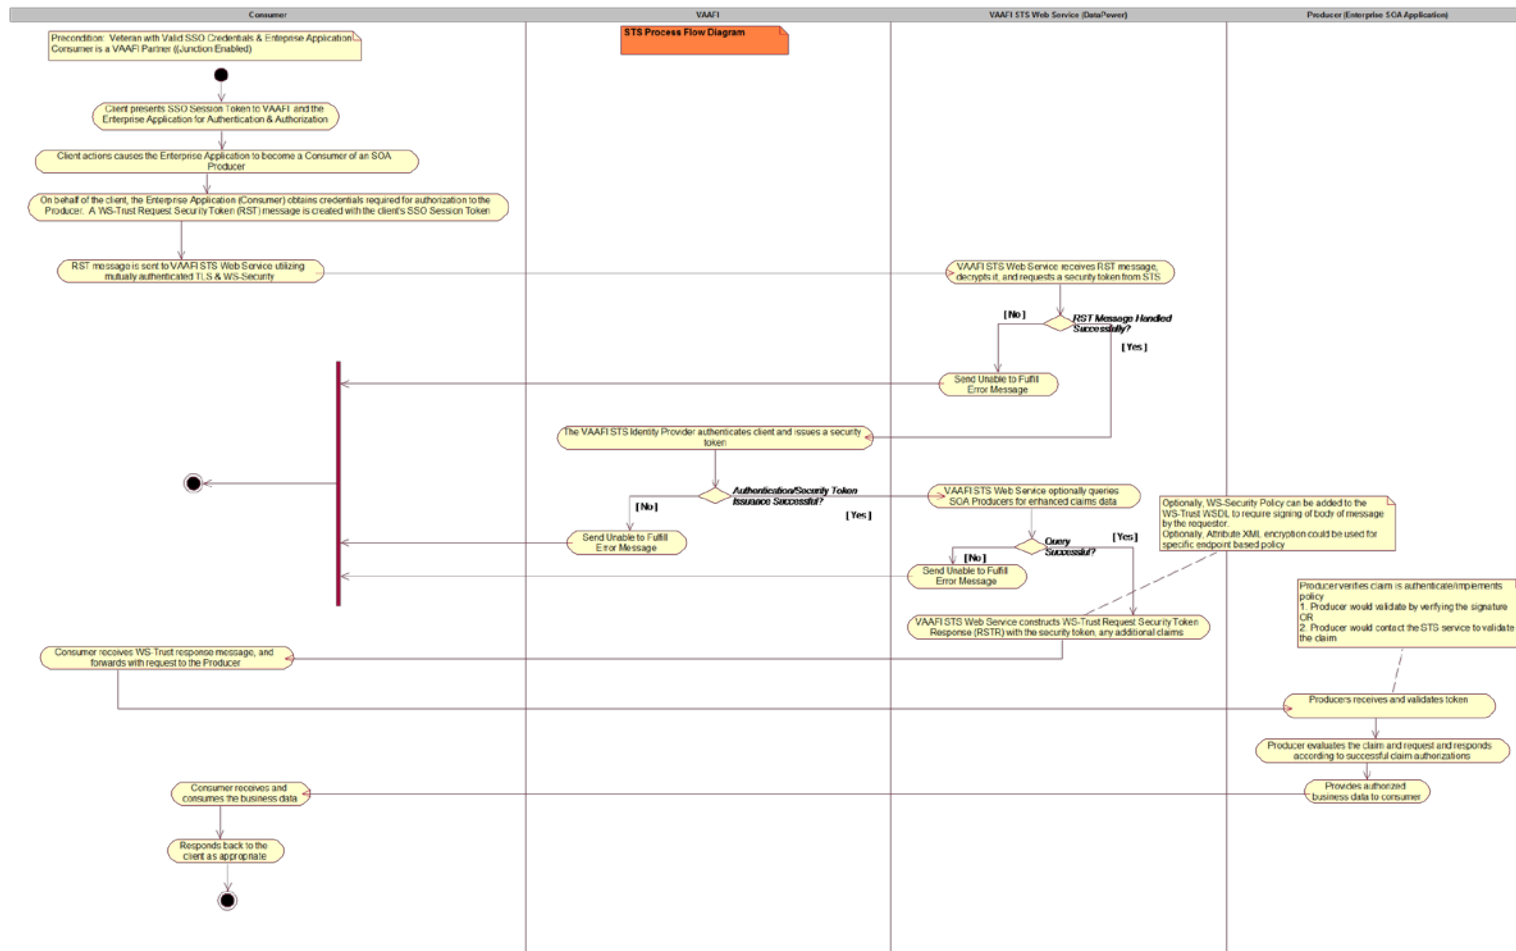 Consumer
VAAFI
VAAFI STS Web Service (DataPower)
Producer (Enterprise SOA Application)
Precondition: Veteran with Valid SSO Credentials & Enteprise Application
Consumer is a VAAFI Partner ((Junction Enabled)
STS Process Flow Diagram
Client presents SSO Session Token to VAAFI and the
Enterprise Application for Authentication & Authorization
Client actions causes the Enterprise Application to become a Consumer of an SOA
Producer
On behalf of the client, the Enterprise Application (Consumer) obtains credentials required for authorization to the
Producer. A WS-Trust Request Security Token (RST) message is created with the client's SSO Session Token
RST message is sent to VAAFI STS Web Service utilizing
mutually authenticated TLS & WS-Security
VAAFI STS Web Service receives RST message,
decrypts it, and requests a security token from STS
[No]
RST Message Handled
Successfully?
[Yes]
Send Unable to Fulfill
Error Message
The VAAFI STS Identity Provider authenticates client and issues a security
token
Authentication/Security Token
Issuance Successful?
[No]
[Yes]
Send Unable to Fulfill
Error Message
VAAFI STS Web Service optionally queries
SOA Producers for enhanced claims data
Query
Successful?
[Yes]
[No]
Send Unable to Fulfill
Error Message
Optionally, WS-Security Policy can be added to the
WS-Trust WSDL to require signing of body of message
by the requestor.
Optionally, Attribute XML encryption could be used for
specific endpoint based policy
Producer verifies claim is authenticate/implements
policy
1. Producer would validate by verifying the signature
OR
2. Producer would contact the STS service to validate
the claim
VAAFI STS Web Service constructs WS-Trust Request Security Token
Response (RSTR) with the security token, any additional claims
Consumer receives WS-Trust response message, and
forwards with request to the Producer
Producers receives and validates token
Producer evaluates the claim and request and responds
according to successful claim authorizations
Provides authorized
business data to consumer
Consumer receives and
consumes the business data
Responds back to the
client as appropriate